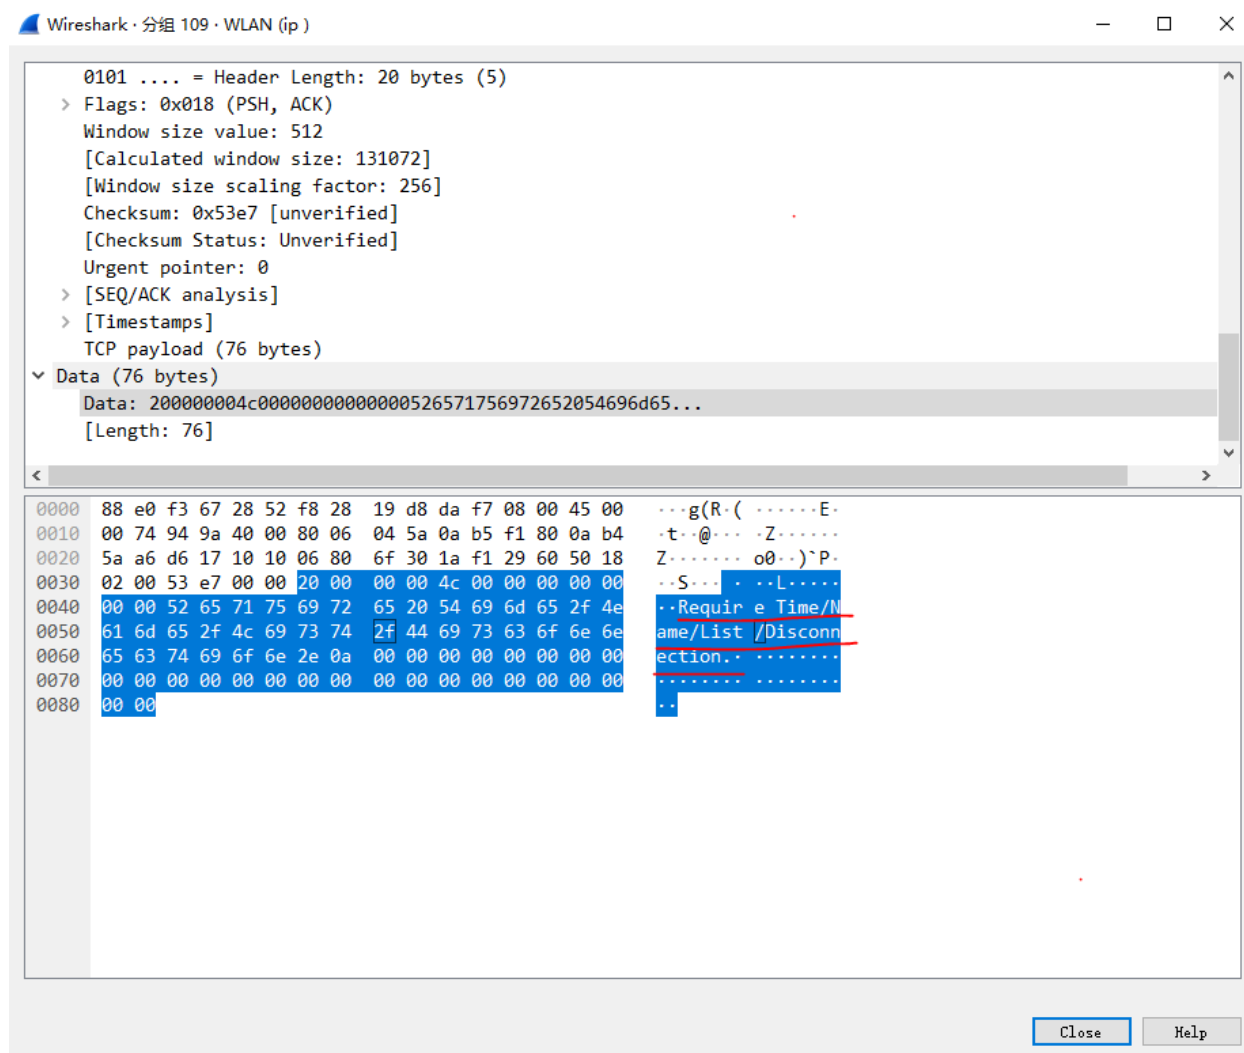 Wireshark · 分组 109 · WLAN (ip )
0101 .... = Header Length: 20 bytes (5)
Flags: 0x018 (PSH, ACK)
Window size value: 512
[Calculated window size: 131072]
[Window size scaling factor: 256]
Checksum: 0x53e7 [unverified]
[Checksum Status: Unverified]
Urgent pointer: 0
[SEQ/ACK analysis]
[Timestamps]
TCP payload (76 bytes)
Data (76 bytes)
Data: 200000004c00000000000000526571756972652054696d65...
[Length: 76]
0000 88 e0 f3 67 28 52 f8 28 19 d8 da f7 08 00 45 00 ···g(R·( ······E·
0010 00 74 94 9a 40 00 80 06 04 5a 0a b5 f1 80 0a b4 ·t··@··· ·Z······
0020 5a a6 d6 17 10 10 06 80 6f 30 1a f1 29 60 50 18 Z······· o0··)`P·
0030 02 00 53 e7 00 00 20 00 00 00 4c 00 00 00 00 00 ··S··· · ··L·····
0040 00 00 52 65 71 75 69 72 65 20 54 69 6d 65 2f 4e ··Requir e Time/N
0050 61 6d 65 2f 4c 69 73 74 2f 44 69 73 63 6f 6e 6e ame/List /Disconn
0060 65 63 74 69 6f 6e 2e 0a 00 00 00 00 00 00 00 00 ection.· ········
0070 00 00 00 00 00 00 00 00 00 00 00 00 00 00 00 00 ········ ········
0080 00 00 ··
Close Help